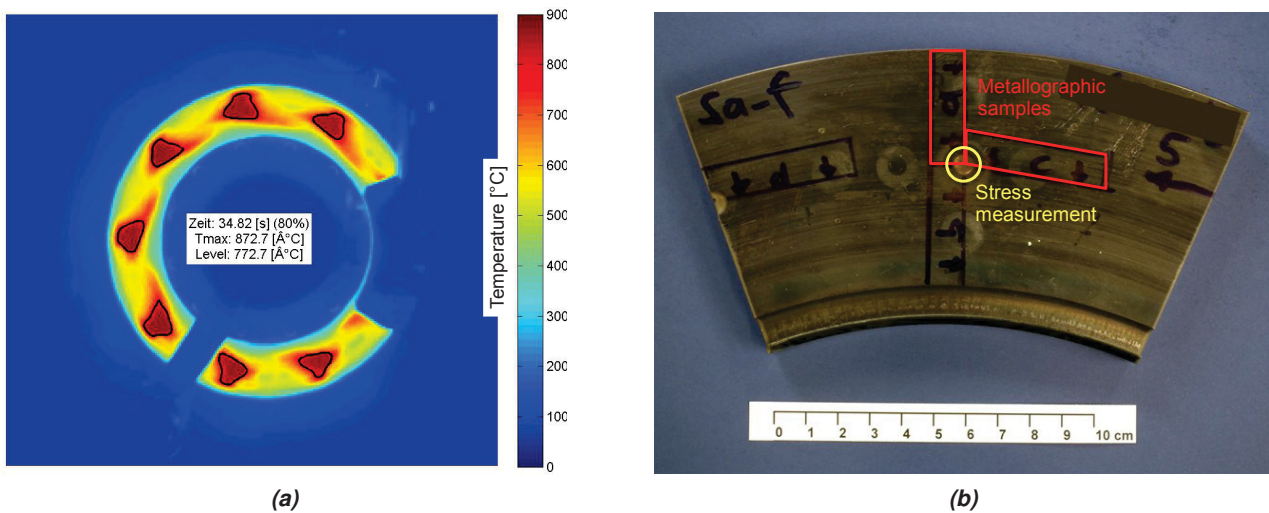 900
800
700
600
500
400
300
200
100
0
Temperature [°C]
Zeit: 34.82 [s] (80%)
Tmax: 872.7 [Â°C]
Level: 772.7 [Â°C]
(a)
Sa-f
Metallographic
samples
a
c
S
d
Stress
measurement
b
0 1 2 3 4 5 6 7 8 9 10 cm
(b)